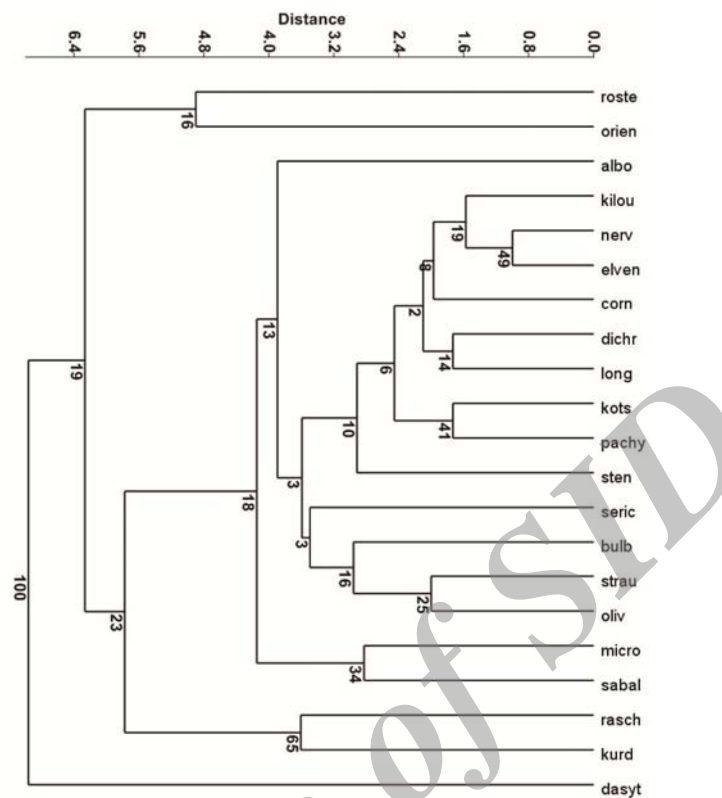 Distance
6.4 5.6 4.8 4.0 3.2 2.4 1.6 0.8 0.0
roste
16
orien
albo
kilou
19
nerv
49
elven
8
corn
2
dichr
13
14
long
19
6
kots
10
41
pachy
sten
3
18
seric
3
bulb
16
strau
25
oliv
100
23
micro
34
sabal
rasch
65
kurd
dasyt
of SID